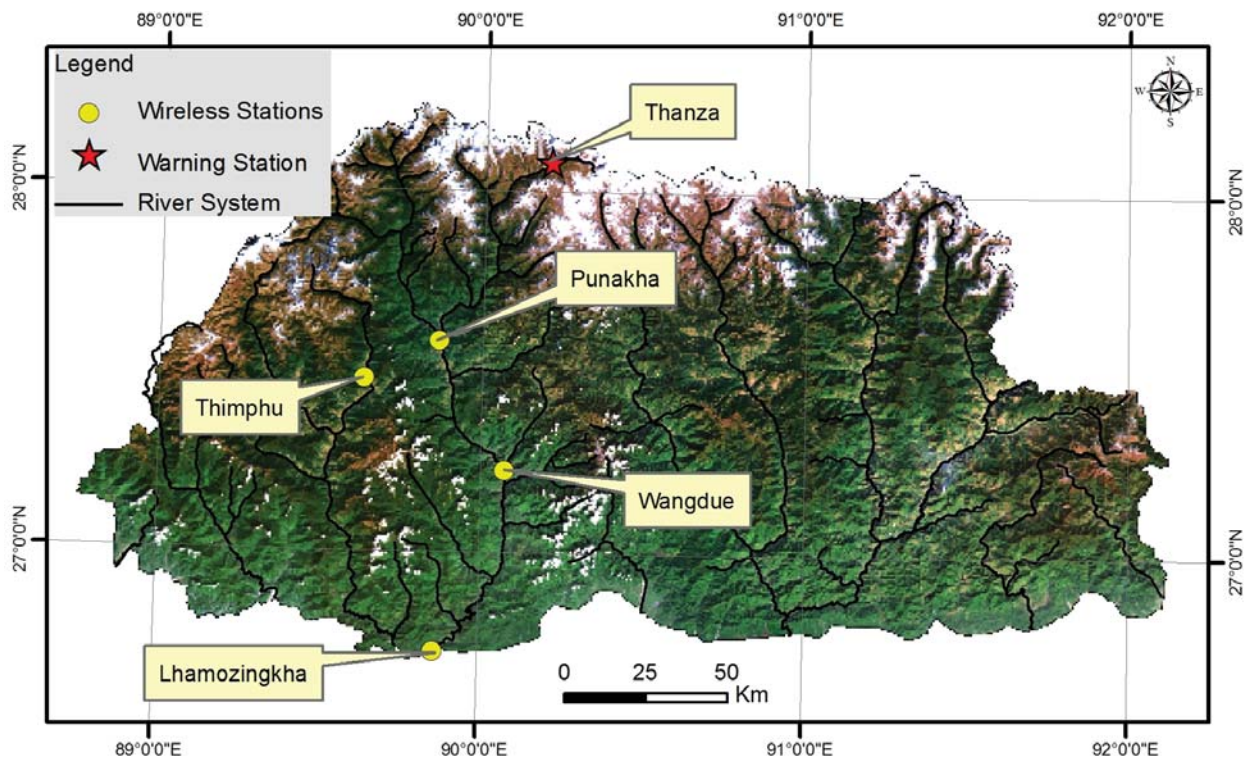 89°0'0"E 90°0'0"E 91°0'0"E 92°0'0"E
Legend
Wireless Stations
Warning Station
River System
N
W E
S
Thanza
28°0'0"N 28°0'0"N
Punakha
Thimphu
Wangdue
27°0'0"N 27°0'0"N
Lhamozingkha
0 25 50
Km
89°0'0"E 90°0'0"E 91°0'0"E 92°0'0"E